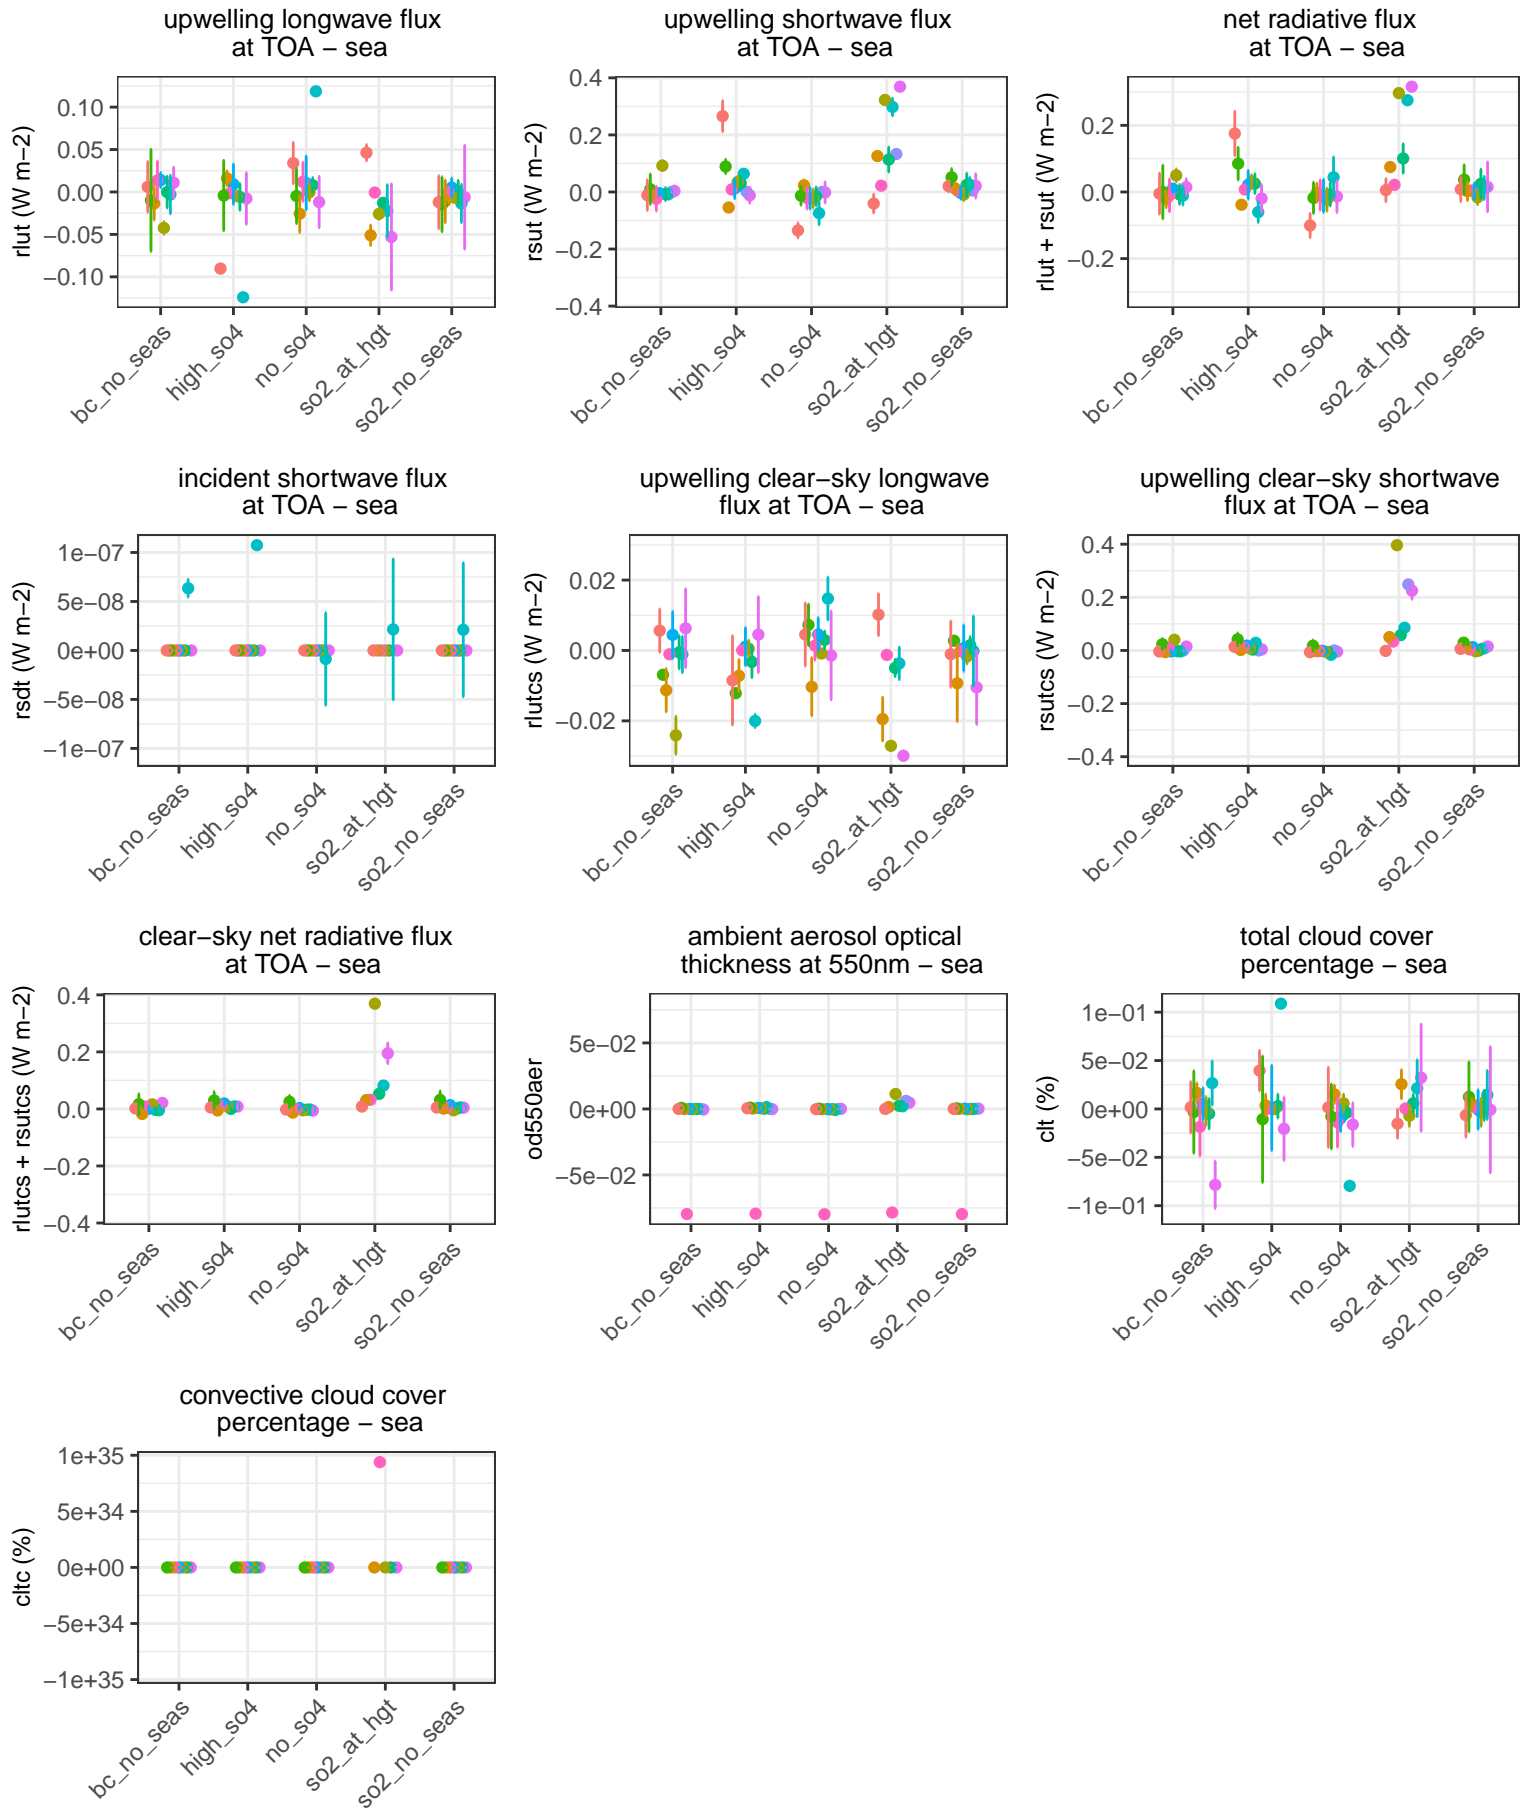 upwelling longwave flux
at TOA − sea
rlut (W m−2)
0.10
0.05
0.00
−0.05
−0.10
bc_no_seas
high_so4
no_so4
so2_at_hgt
so2_no_seas
upwelling shortwave flux
at TOA − sea
rsut (W m−2)
0.4
0.2
0.0
−0.2
−0.4
bc_no_seas
high_so4
no_so4
so2_at_hgt
so2_no_seas
net radiative flux
at TOA − sea
rlut + rsut (W m−2)
0.2
0.0
−0.2
bc_no_seas
high_so4
no_so4
so2_at_hgt
so2_no_seas
incident shortwave flux
at TOA − sea
rsdt (W m−2)
1e−07
5e−08
0e+00
−5e−08
−1e−07
bc_no_seas
high_so4
no_so4
so2_at_hgt
so2_no_seas
upwelling clear−sky longwave
flux at TOA − sea
rlutcs (W m−2)
0.02
0.00
−0.02
bc_no_seas
high_so4
no_so4
so2_at_hgt
so2_no_seas
upwelling clear−sky shortwave
flux at TOA − sea
rsutcs (W m−2)
0.4
0.2
0.0
−0.2
−0.4
bc_no_seas
high_so4
no_so4
so2_at_hgt
so2_no_seas
clear−sky net radiative flux
at TOA − sea
rlutcs + rsutcs (W m−2)
0.4
0.2
0.0
−0.2
−0.4
bc_no_seas
high_so4
no_so4
so2_at_hgt
so2_no_seas
ambient aerosol optical
thickness at 550nm − sea
od550aer
5e−02
0e+00
−5e−02
bc_no_seas
high_so4
no_so4
so2_at_hgt
so2_no_seas
total cloud cover
percentage − sea
clt (%)
1e−01
5e−02
0e+00
−5e−02
−1e−01
bc_no_seas
high_so4
no_so4
so2_at_hgt
so2_no_seas
convective cloud cover
percentage − sea
cltc (%)
1e+35
5e+34
0e+00
−5e+34
−1e+35
bc_no_seas
high_so4
no_so4
so2_at_hgt
so2_no_seas